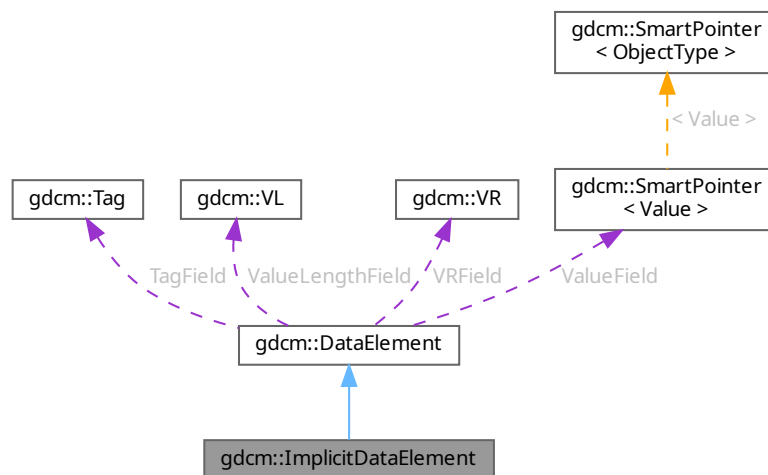 gdcm::SmartPointer
< ObjectType >
< Value >
gdcm::Tag
gdcm::VL
gdcm::VR
gdcm::SmartPointer
< Value >
TagField
ValueLengthField
VRField
ValueField
gdcm::DataElement
gdcm::ImplicitDataElement